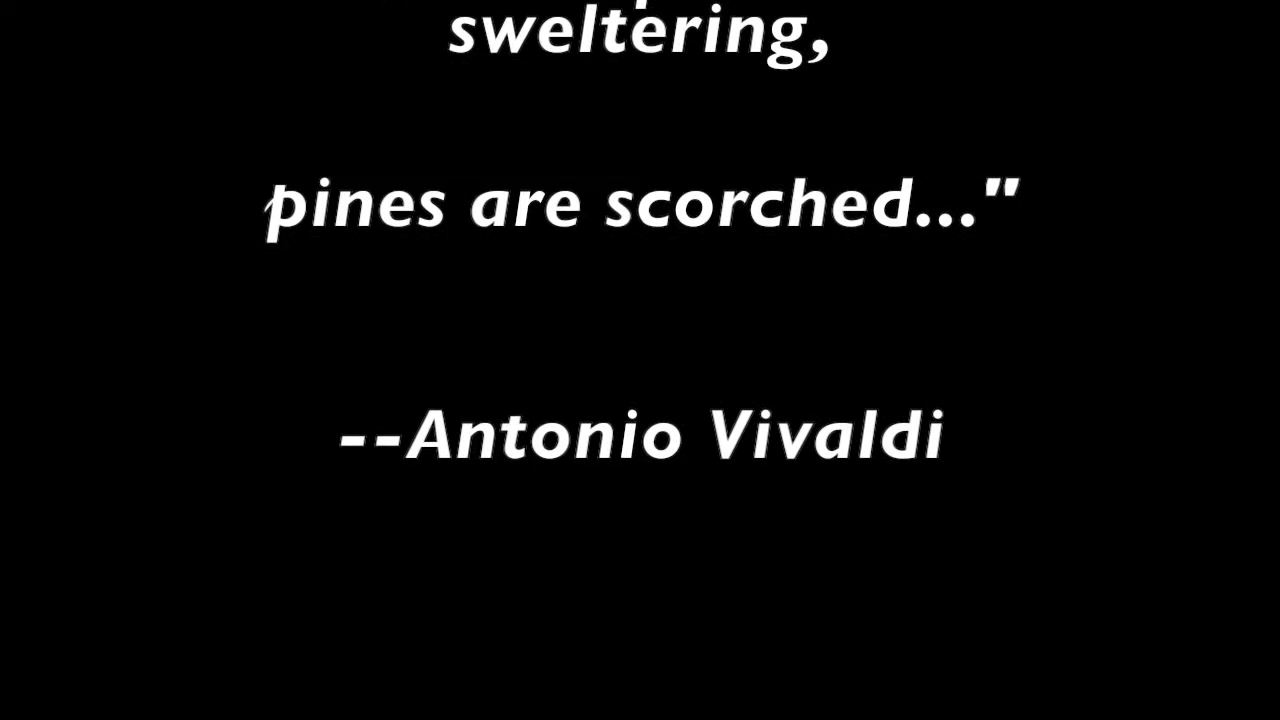 sweltering,
pines are scorched..."
--Antonio Vivaldi